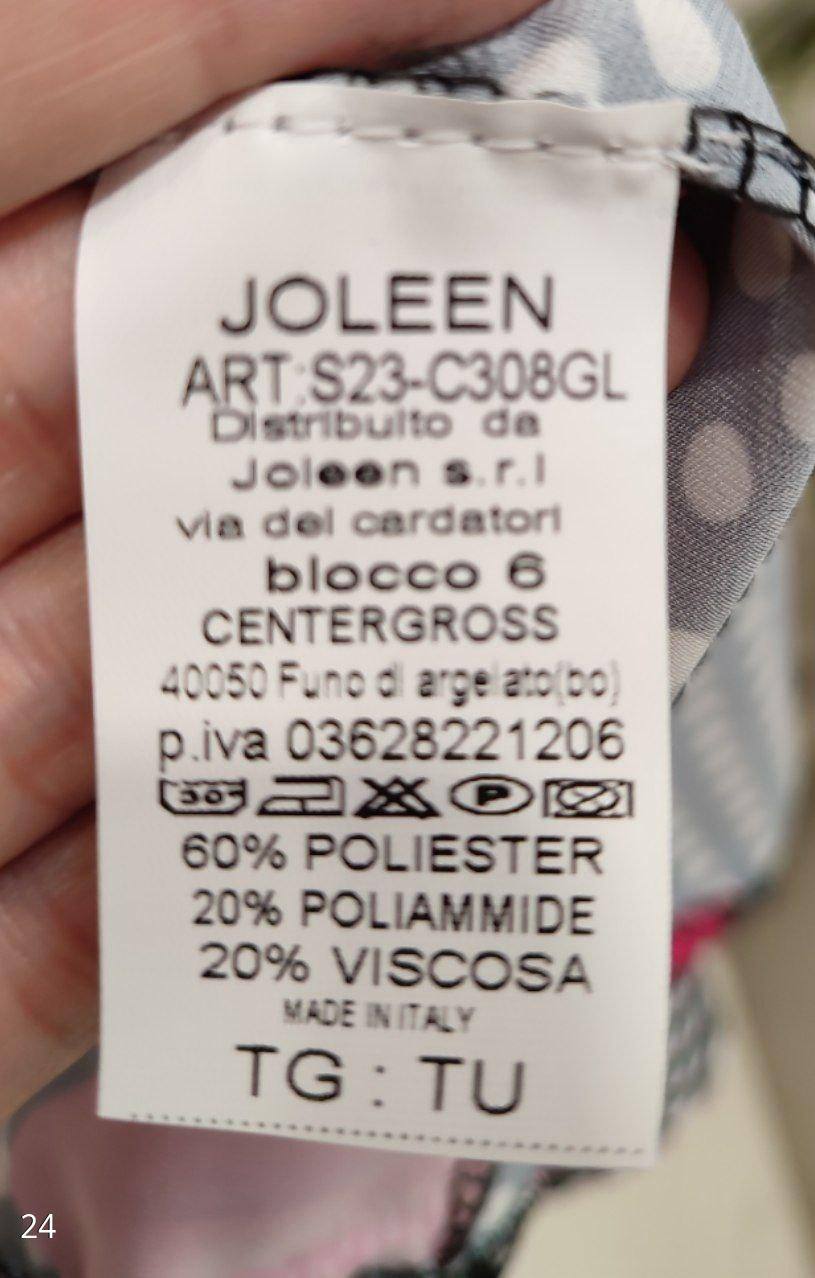 JOLEEN
ART:S23-C308GL
Distribuito da
Joleen s.r.l
via dei cardatori
blocco 6
CENTERGROSS
40050 Funo di argelato(bo)
p.iva 03628221206
30° P
60% POLIESTER
20% POLIAMMIDE
20% VISCOSA
MADE IN ITALY
TG : TU
24